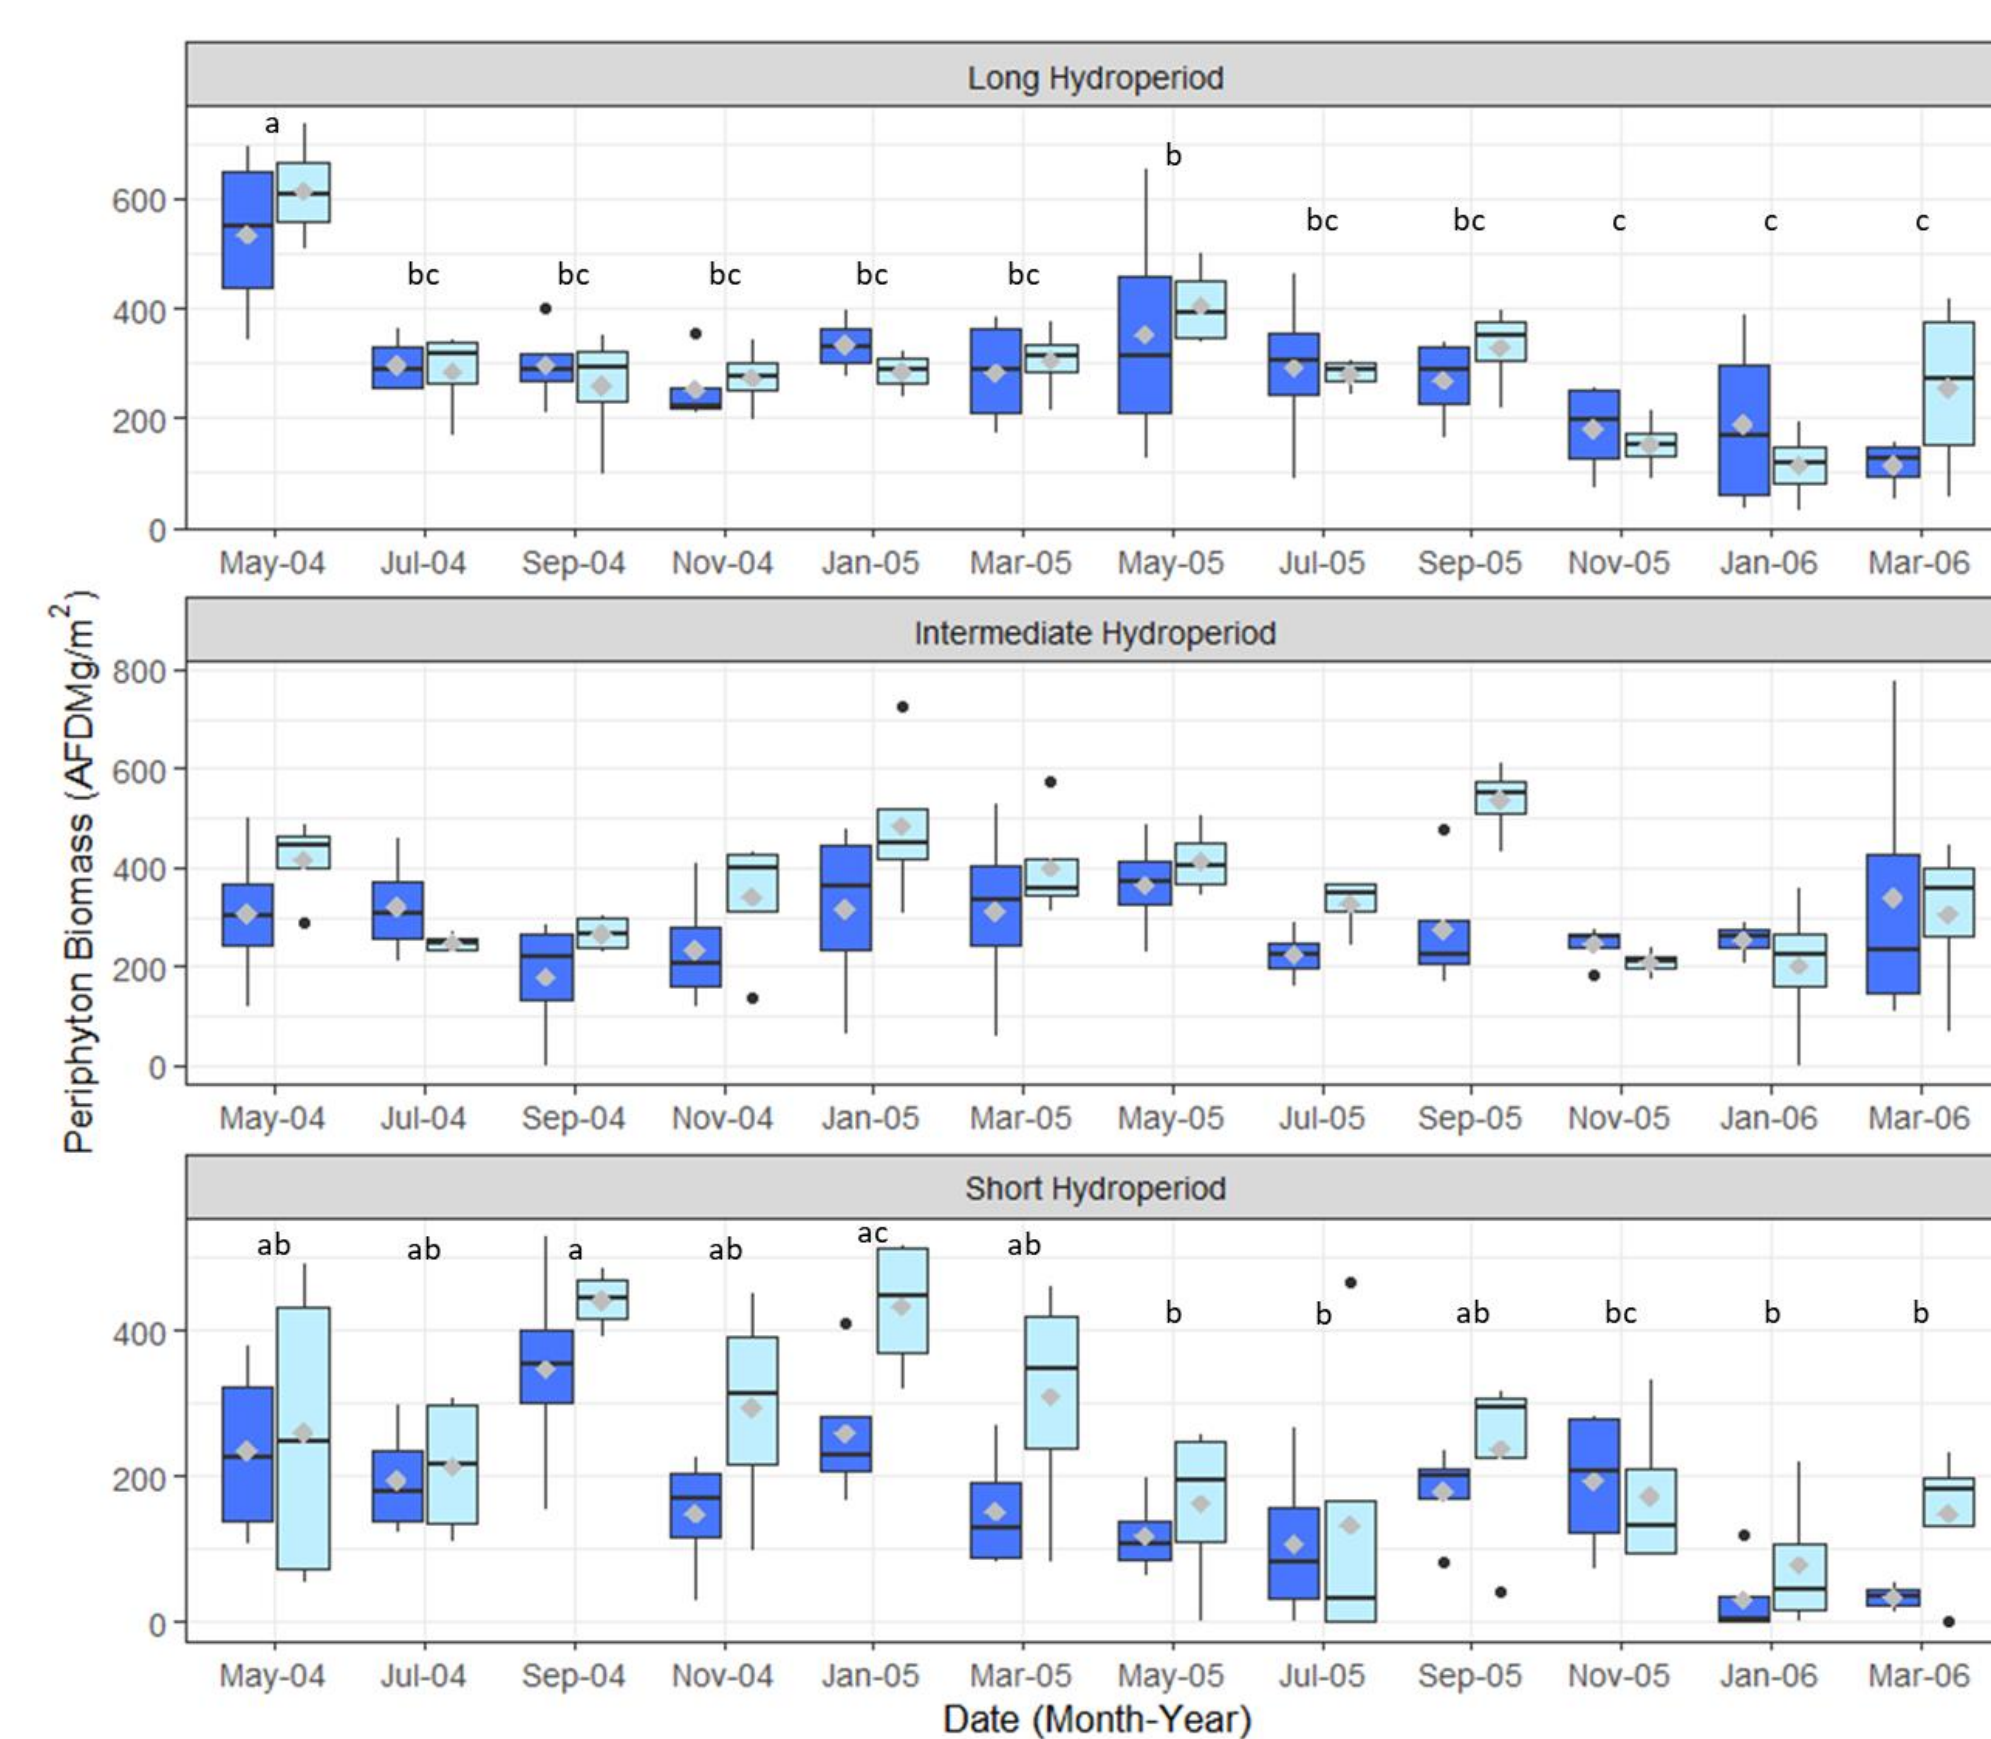 Long Hydroperiod
a
b
bc bc c c c
bc bc bc bc bc
600
400
200
0
May-04 Jul-04 Sep-04 Nov-04 Jan-05 Mar-05 May-05 Jul-05 Sep-05 Nov-05 Jan-06 Mar-06
Periphyton Biomass (AFDMg/m²)
Intermediate Hydroperiod
800
600
400
200
0
May-04 Jul-04 Sep-04 Nov-04 Jan-05 Mar-05 May-05 Jul-05 Sep-05 Nov-05 Jan-06 Mar-06
Short Hydroperiod
ab ab a ab ac ab
b b ab bc b b
400
200
0
May-04 Jul-04 Sep-04 Nov-04 Jan-05 Mar-05 May-05 Jul-05 Sep-05 Nov-05 Jan-06 Mar-06
Date (Month-Year)